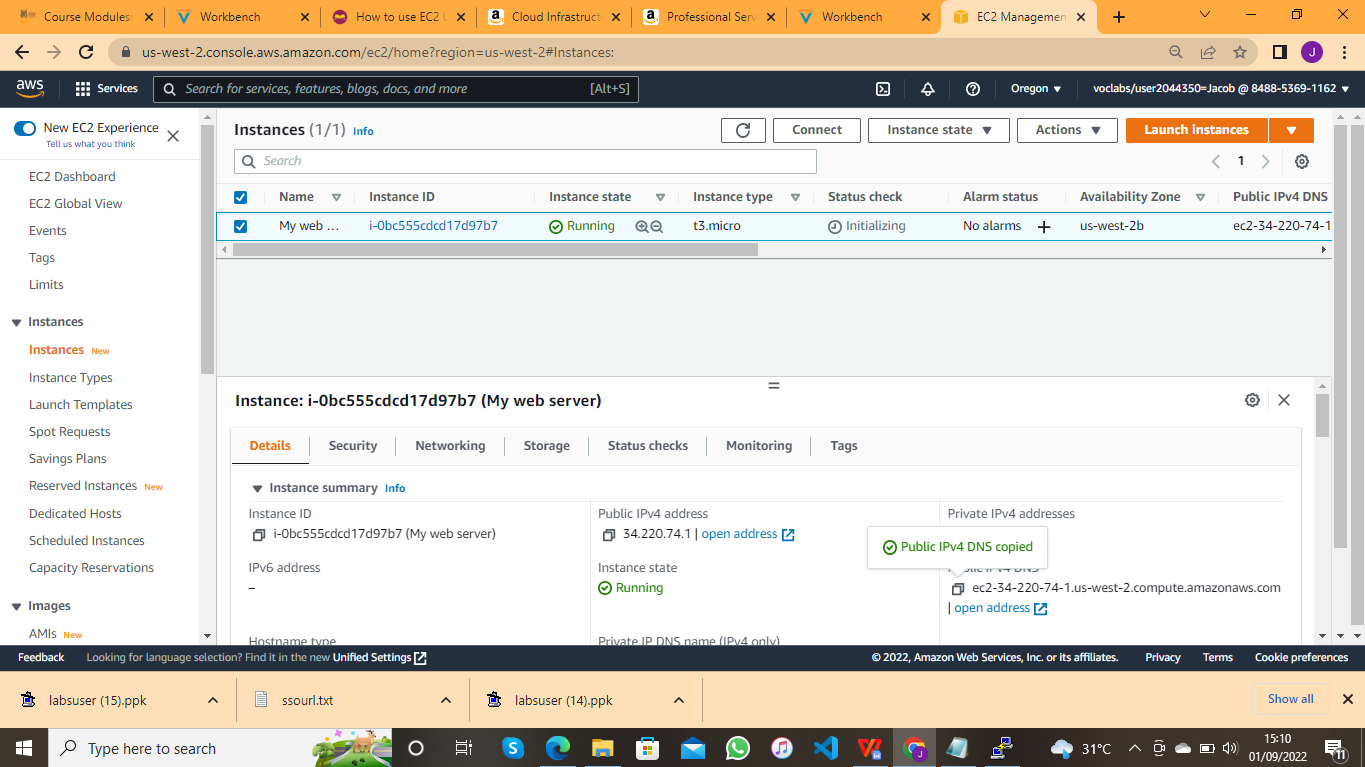 Course Modules:
Workbench
How to use EC2 U
Cloud Infrastruct
Professional Serv
Workbench
EC2 Managemen
us-west-2.console.aws.amazon.com/ec2/home?region=us-west-2#Instances:
J
aws
Services
Search for services, features, blogs, docs, and more
[Alt+S]
Oregon
voclabs/user2044350=Jacob @ 8488-5369-1162
New EC2 Experience
Tell us what you think
EC2 Dashboard
EC2 Global View
Events
Tags
Limits
Instances
Instances New
Instance Types
Launch Templates
Spot Requests
Savings Plans
Reserved Instances New
Dedicated Hosts
Scheduled Instances
Capacity Reservations
Images
AMIs New
Instances (1/1) Info
Connect
Instance state
Actions
Launch instances
Search
1
Name
Instance ID
Instance state
Instance type
Status check
Alarm status
Availability Zone
Public IPv4 DNS
My web ...
i-0bc555cdcd17d97b7
Running
t3.micro
Initializing
No alarms
us-west-2b
ec2-34-220-74-1
Instance: i-0bc555cdcd17d97b7 (My web server)
Details
Security
Networking
Storage
Status checks
Monitoring
Tags
Instance summary Info
Instance ID
i-0bc555cdcd17d97b7 (My web server)
Public IPv4 address
34.220.74.1 | open address
Private IPv4 addresses
Public IPv4 DNS copied
IPv6 address
–
Instance state
Running
Public IPv4 DNS
ec2-34-220-74-1.us-west-2.compute.amazonaws.com
| open address
Hostname type
Private IP DNS name (IPv4 only)
Feedback
Looking for language selection? Find it in the new Unified Settings
© 2022, Amazon Web Services, Inc. or its affiliates.
Privacy
Terms
Cookie preferences
labsuser (15).ppk
ssourl.txt
labsuser (14).ppk
Show all
Type here to search
31°C
15:10
01/09/2022
11